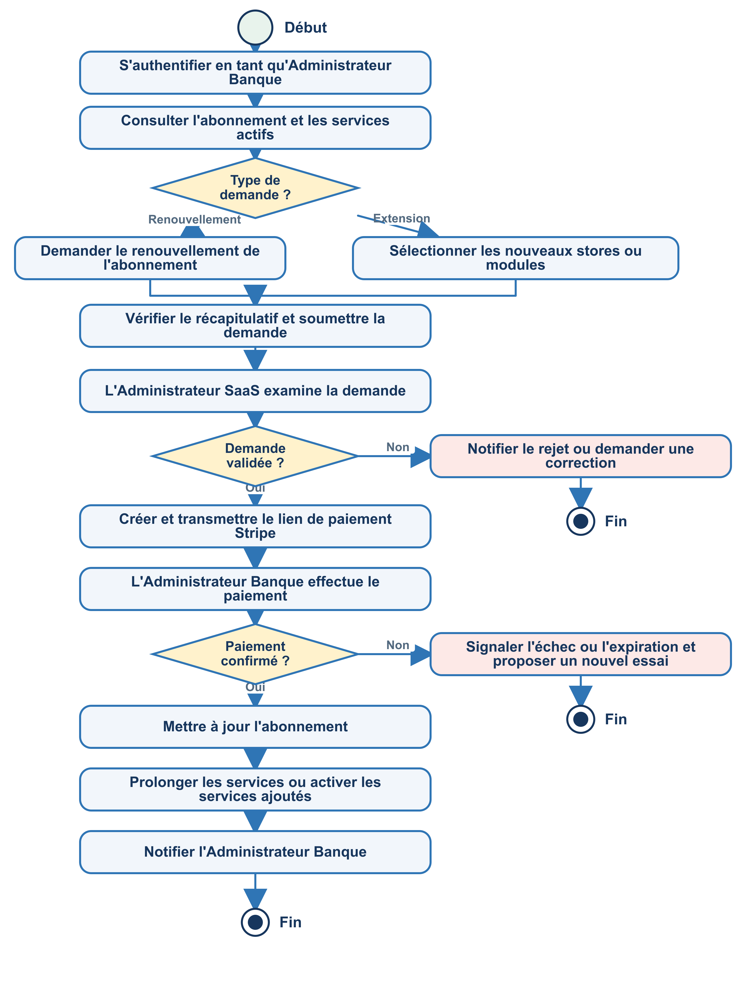 Début
S'authentifier en tant qu'Administrateur
Banque
Consulter l'abonnement et les services
actifs
Type de
demande ?
Renouvellement
Extension
Demander le renouvellement de
l'abonnement
Sélectionner les nouveaux stores ou
modules
Vérifier le récapitulatif et soumettre la
demande
L'Administrateur SaaS examine la demande
Demande
validée ?
Non
Notifier le rejet ou demander une
correction
Oui
Fin
Créer et transmettre le lien de paiement
Stripe
L'Administrateur Banque effectue le
paiement
Paiement
confirmé ?
Non
Signaler l'échec ou l'expiration et
proposer un nouvel essai
Oui
Fin
Mettre à jour l'abonnement
Prolonger les services ou activer les
services ajoutés
Notifier l'Administrateur Banque
Fin